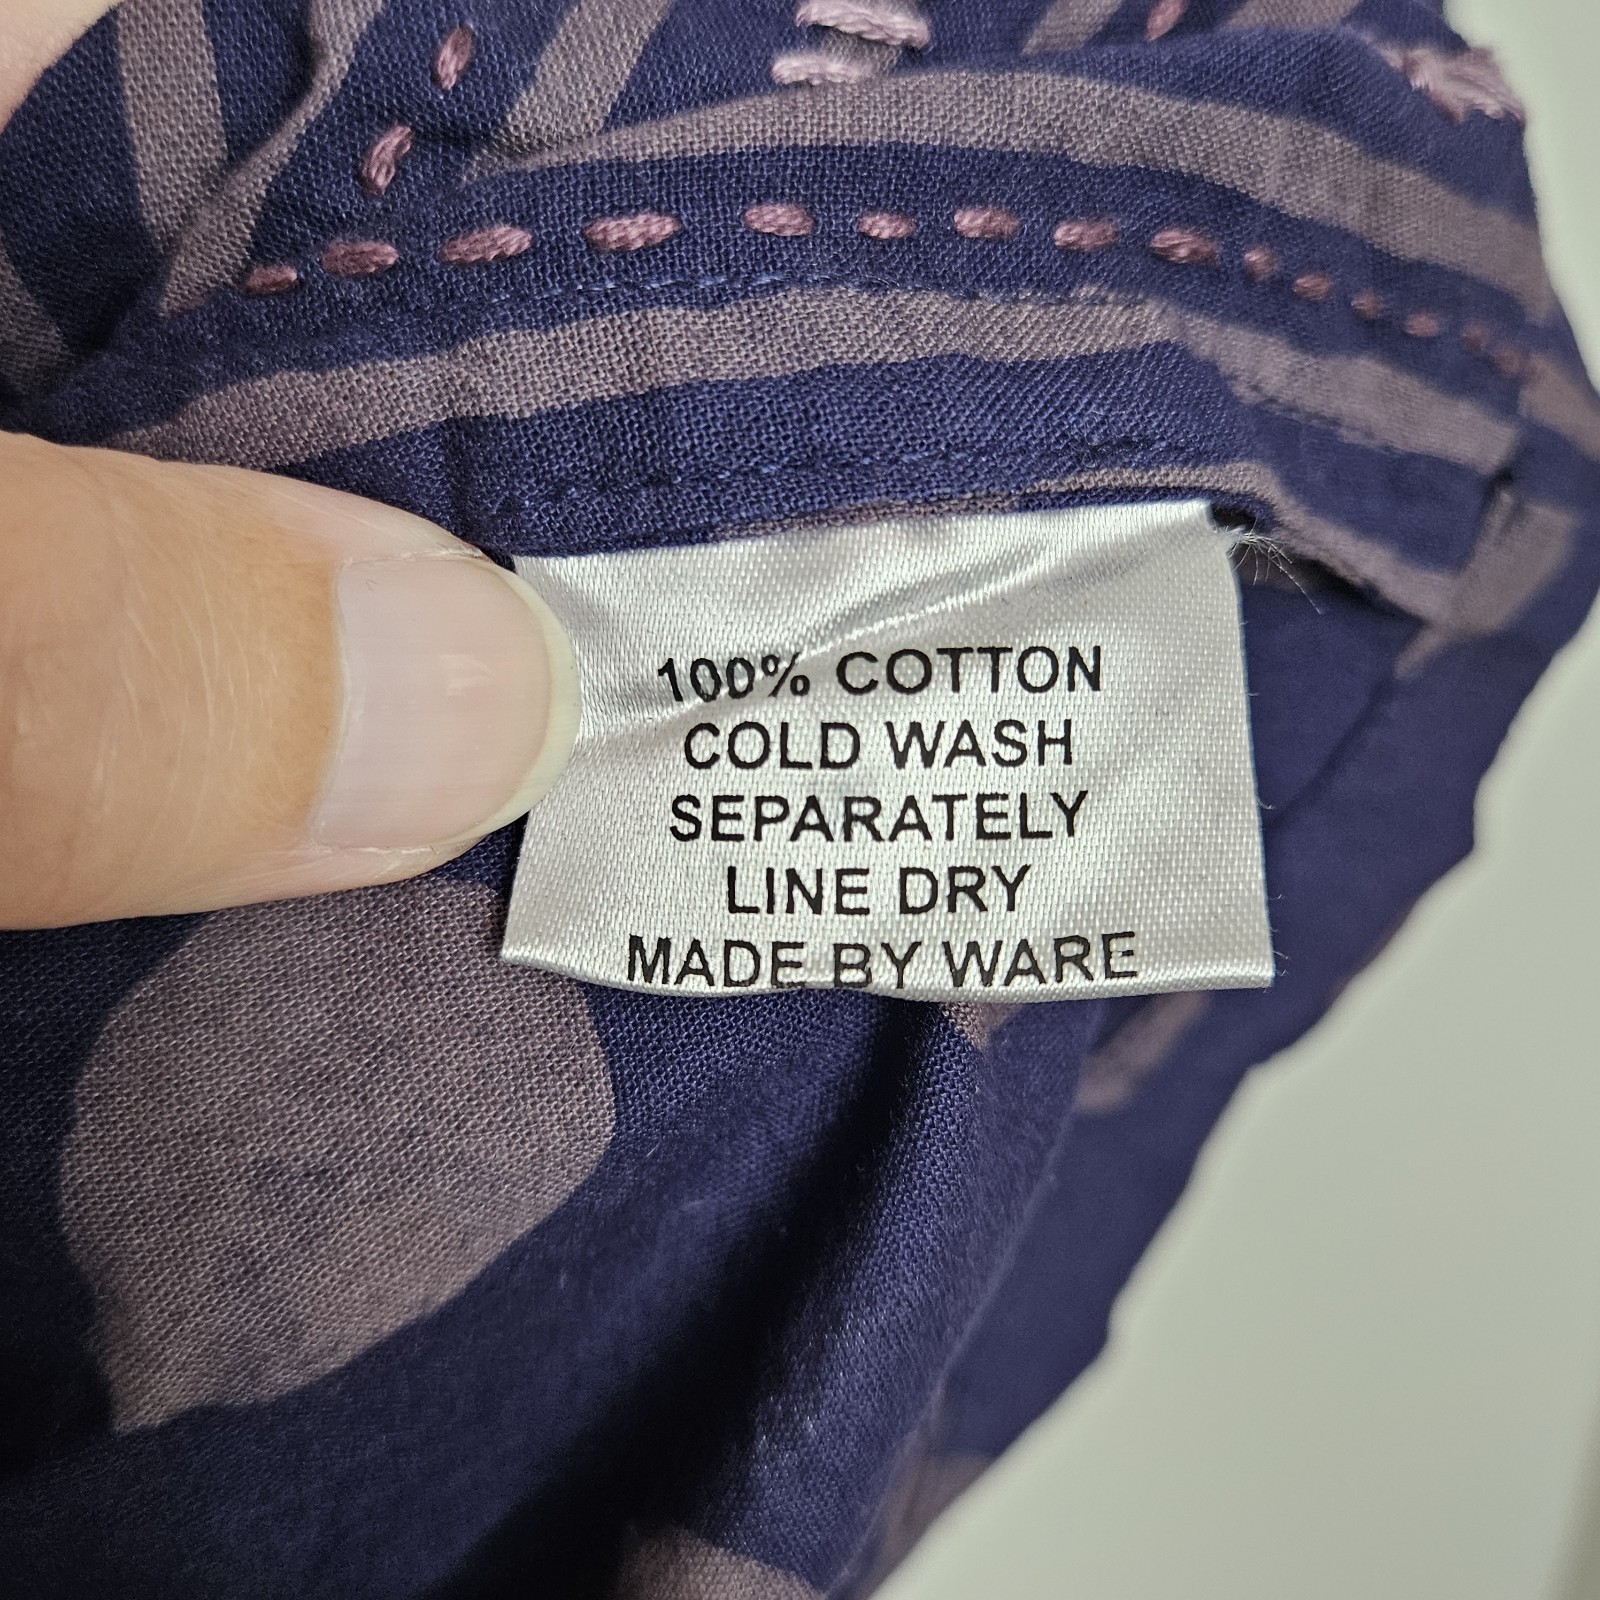 100% COTTON
COLD WASH
SEPARATELY
LINE DRY
MADE BY WARE